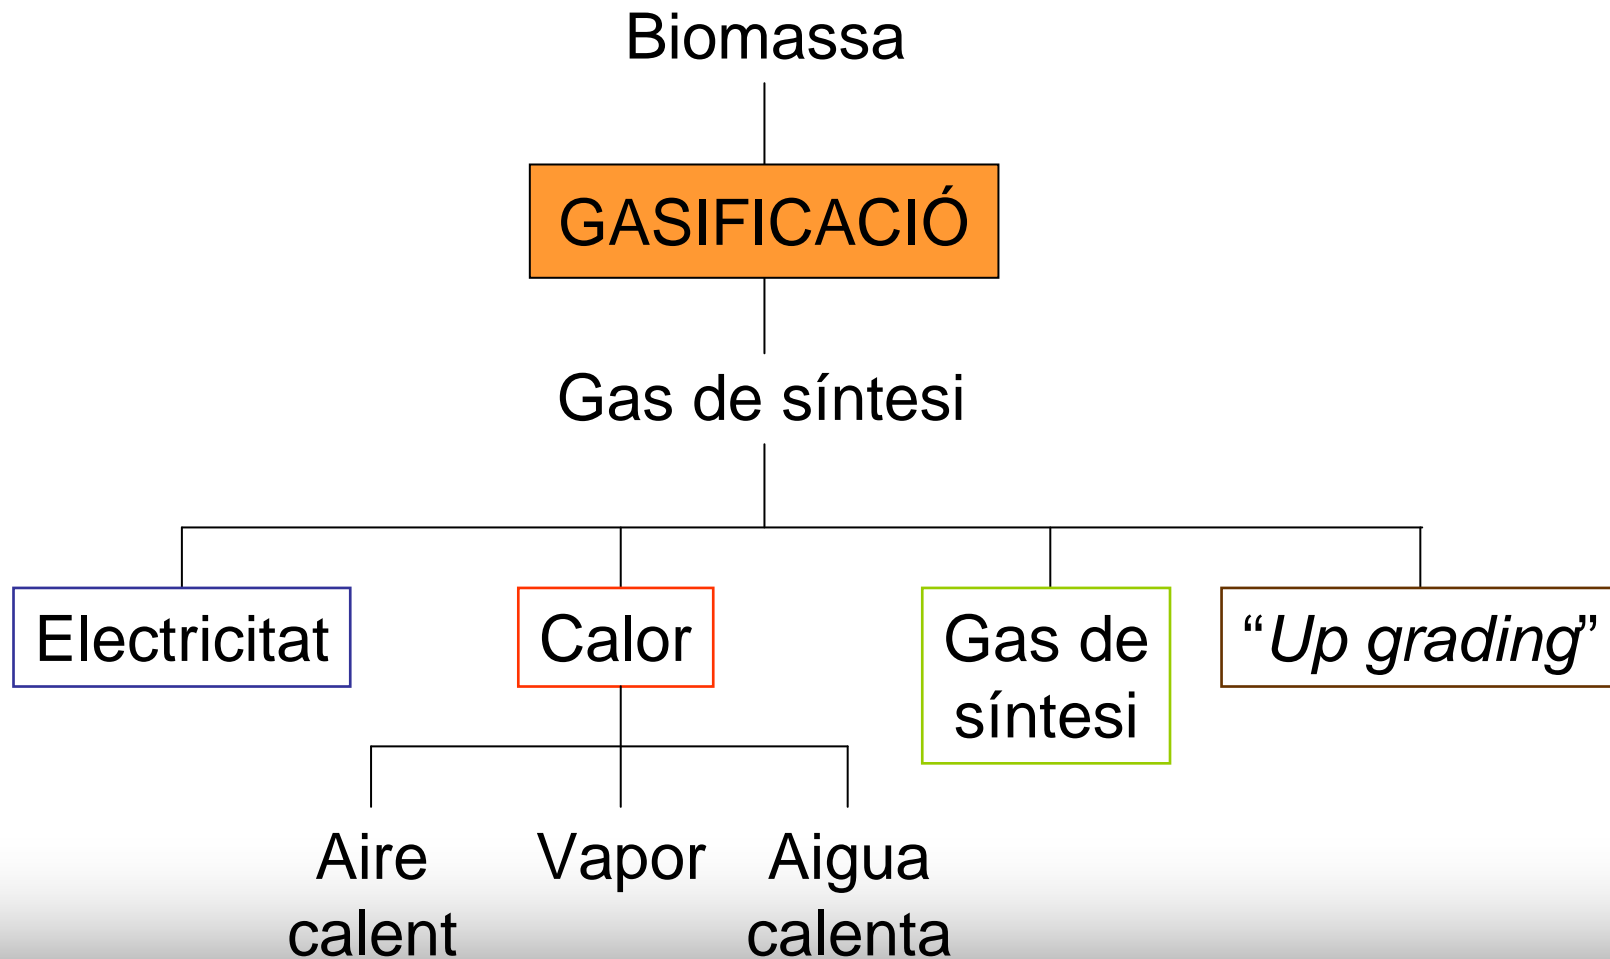 Biomassa
GASIFICACIÓ
Gas de síntesi
Electricitat
Calor
Gas de
síntesi
“Up grading”
Aire
calent
Vapor
Aigua
calenta